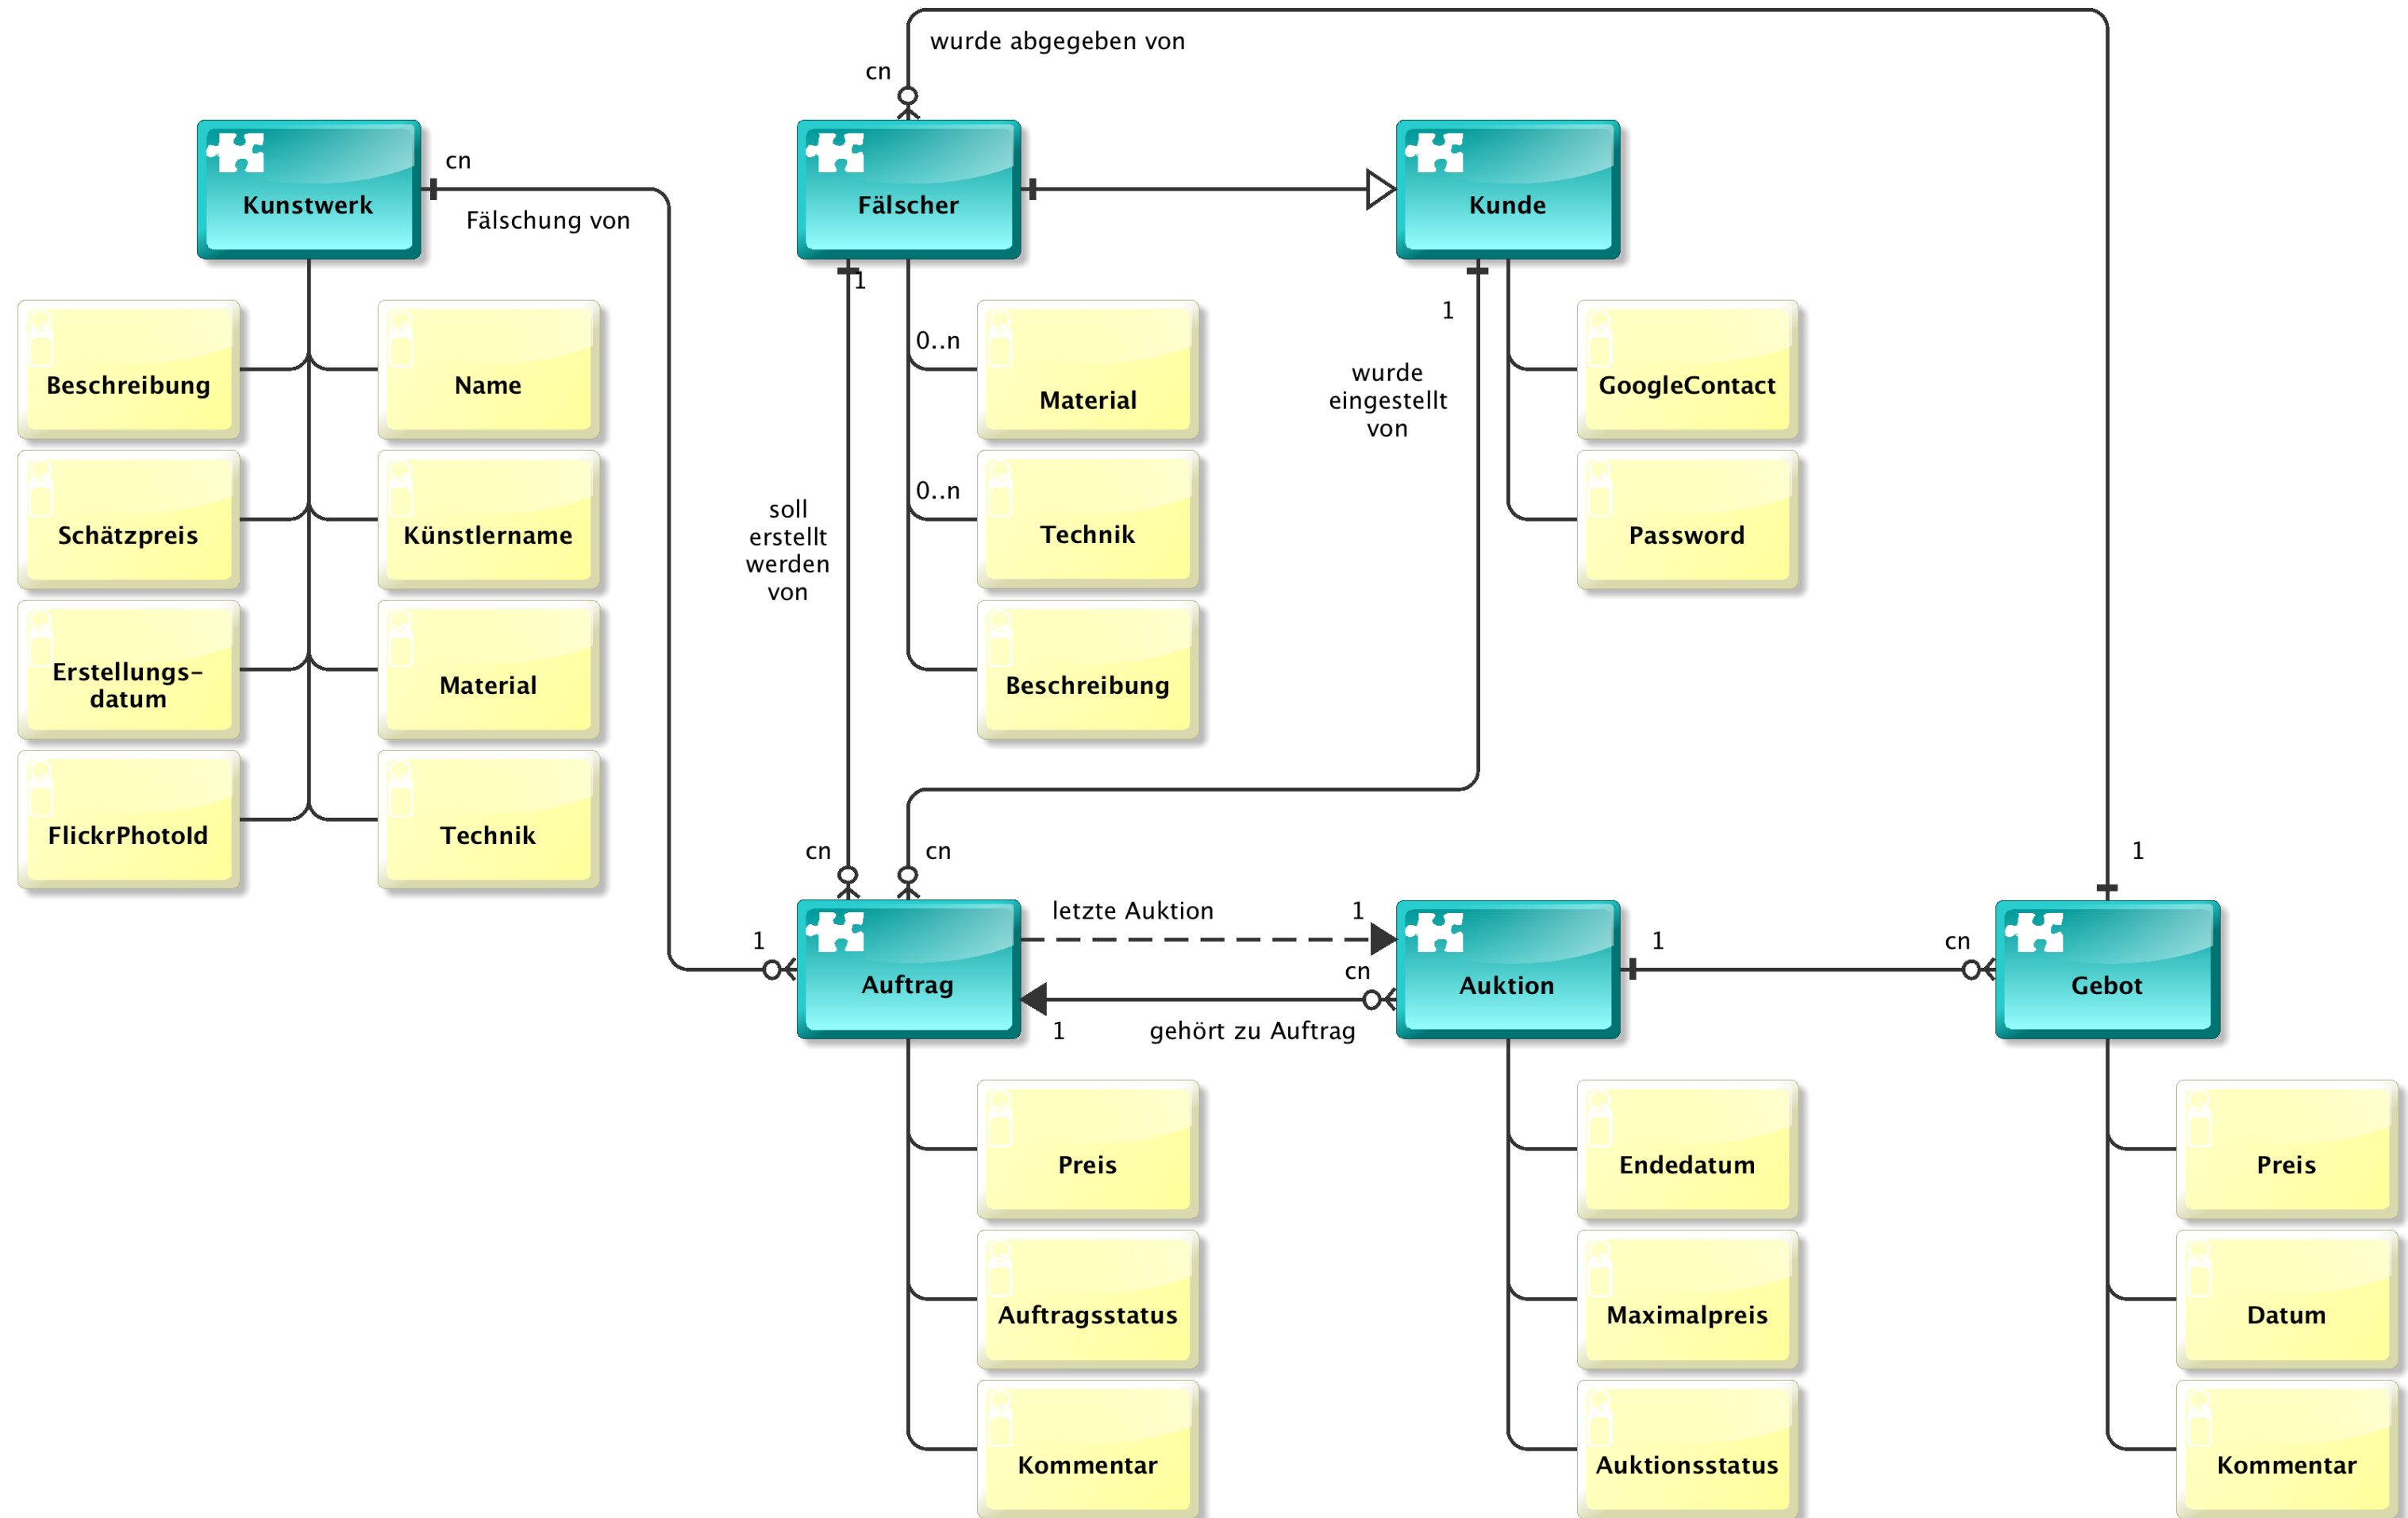 wurde abgegeben von
cn
Kunstwerk
cn
Fälschung von
Fälscher
Kunde
1
1
Beschreibung
Name
0..n
Material
wurde
eingestellt
von
GoogleContact
Schätzpreis
Künstlername
soll
erstellt
werden
von
0..n
Technik
Password
Erstellungs-
datum
Material
Beschreibung
FlickrPhotoId
Technik
cn
cn
1
1
Auftrag
letzte Auktion
1
cn
1
gehört zu Auftrag
Auktion
1
cn
Gebot
Preis
Endedatum
Preis
Auftragsstatus
Maximalpreis
Datum
Kommentar
Auktionsstatus
Kommentar